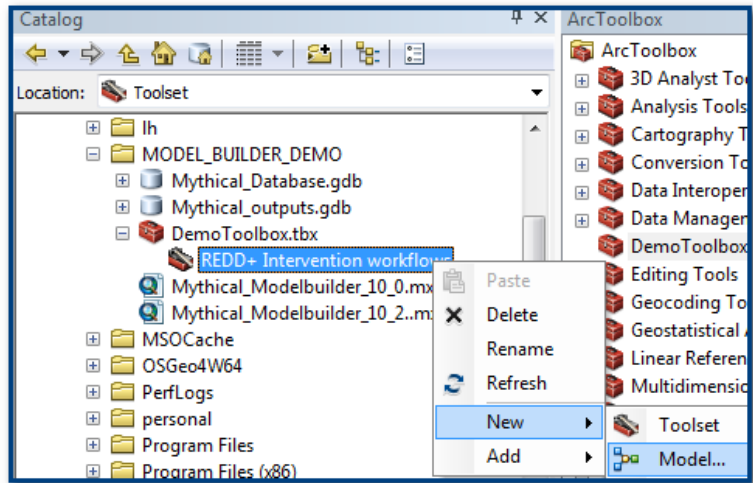 Catalog
Location: Toolset
lh
MODEL_BUILDER_DEMO
Mythical_Database.gdb
Mythical_outputs.gdb
DemoToolbox.tbx
REDD+ Intervention workflows
Mythical_Modelbuilder_10_0.mx
Mythical_Modelbuilder_10_2..mx
MSOCache
OSGeo4W64
PerfLogs
personal
Program Files
Program Files (x86)
Paste
Delete
Rename
Refresh
New
Add
Toolset
Model...
ArcToolbox
ArcToolbox
3D Analyst To
Analysis Tools
Cartography T
Conversion To
Data Interoper
Data Managen
DemoToolbox
Editing Tools
Geocoding To
Geostatistical
Linear Referen
Multidimensic